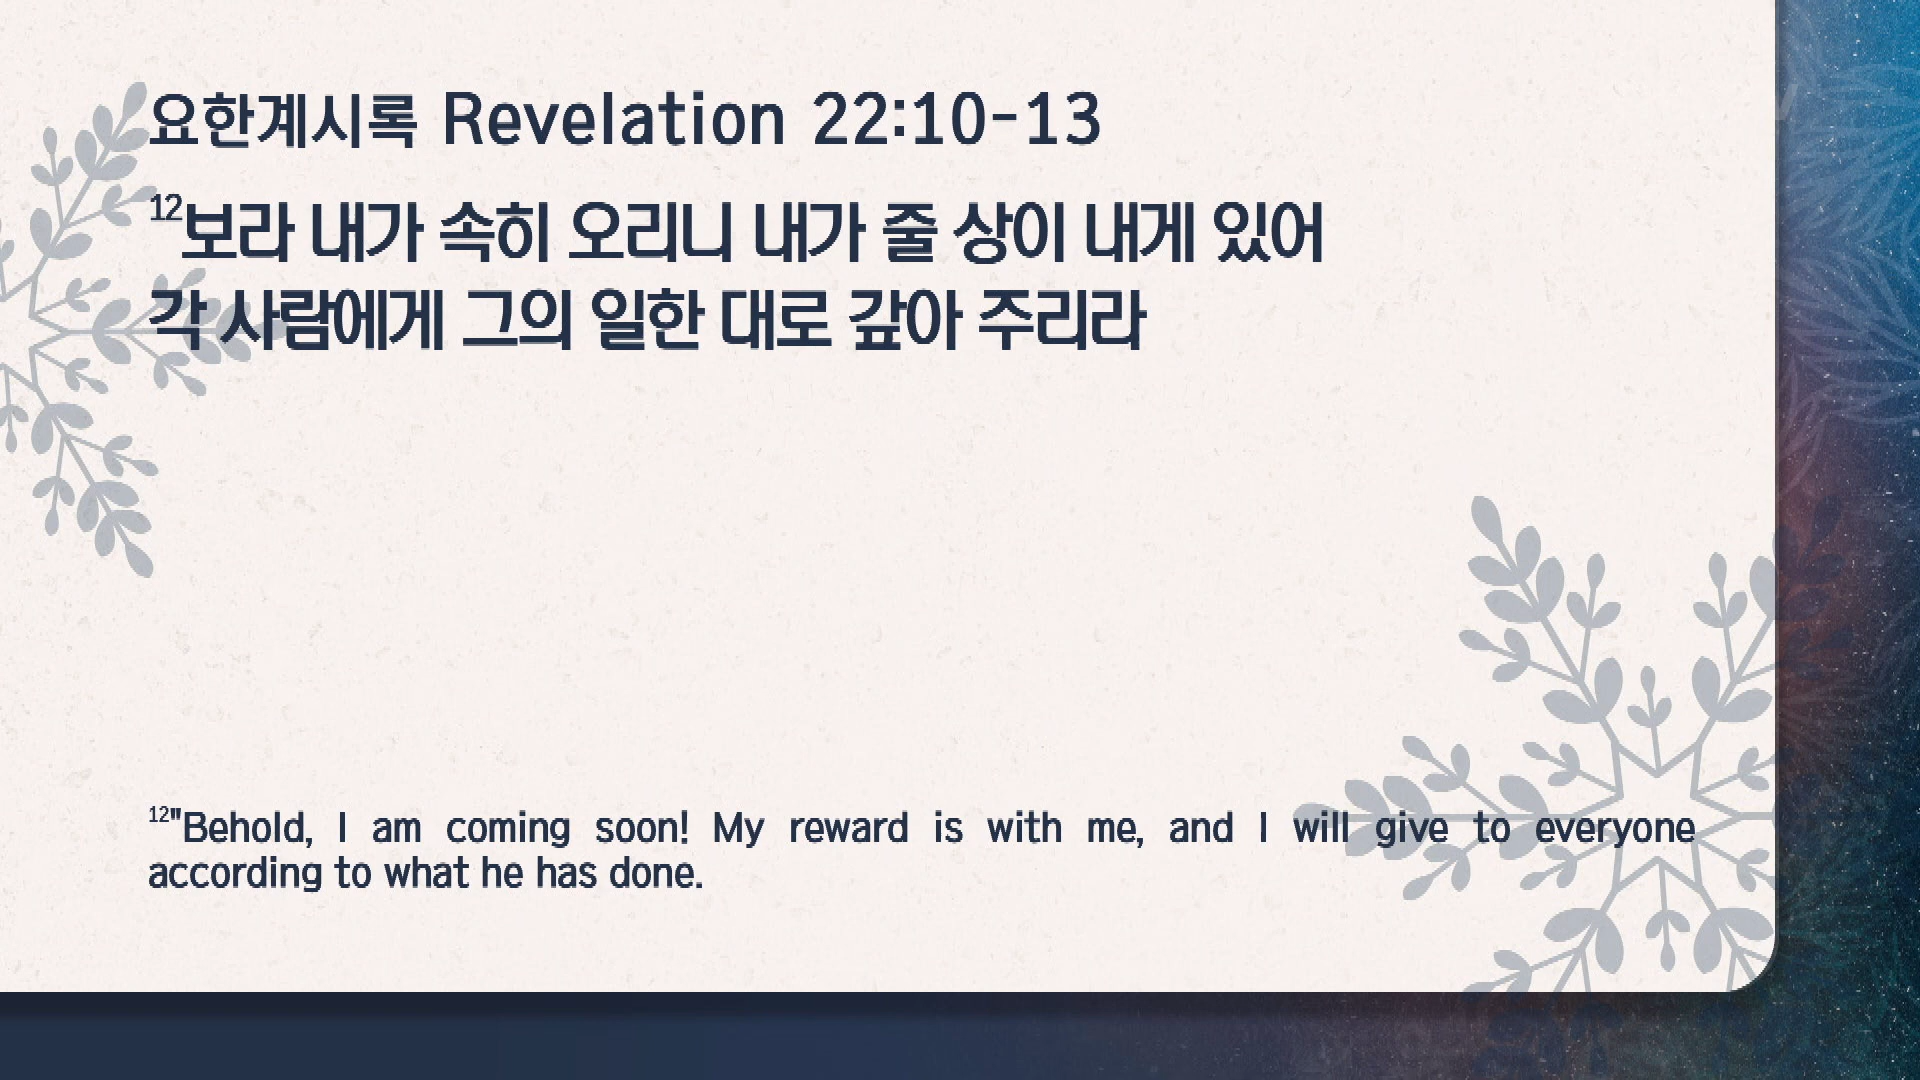 요한계시록 Revelation 22:10-13
12보라 내가 속히 오리니 내가 줄 상이 내게 있어
각 사람에게 그의 일한 대로 갚아 주리라
12"Behold, I am coming soon! My reward is with me, and I will give to everyone
according to what he has done.